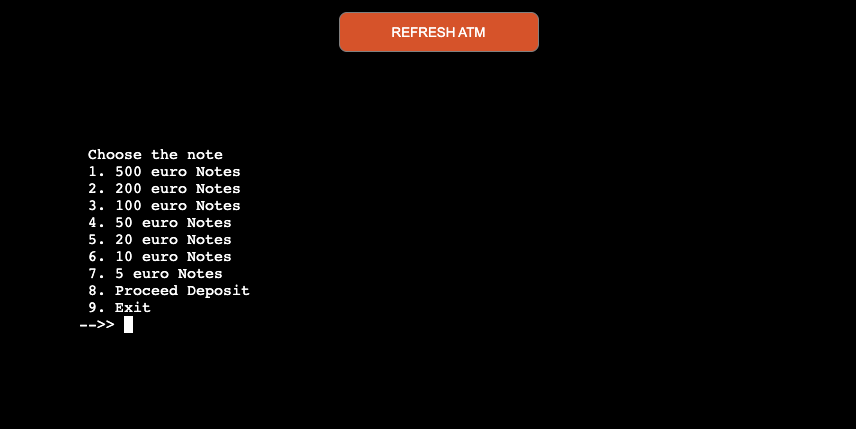 REFRESH ATM
Choose the note
1. 500 euro Notes
2. 200 euro Notes
3. 100 euro Notes
4. 50 euro Notes
5. 20 euro Notes
6. 10 euro Notes
7. 5 euro Notes
8. Proceed Deposit
9. Exit
-->>